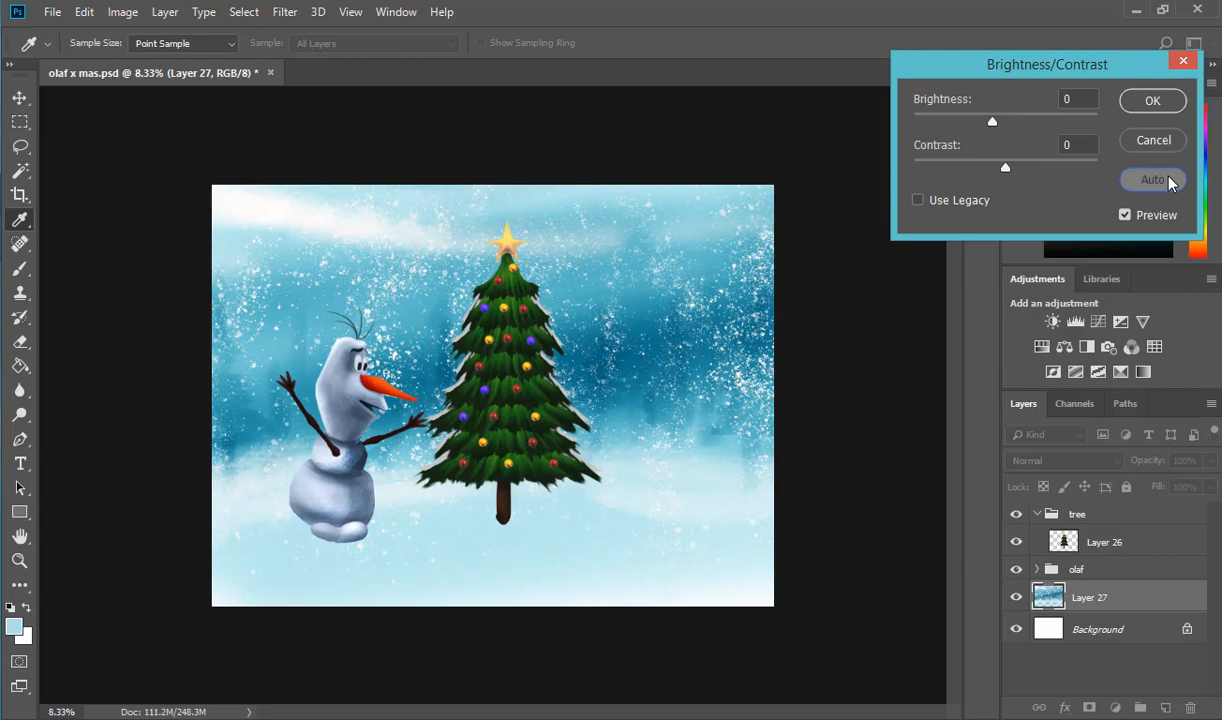 Ps File Edit Image Layer Type Select Filter 3D View Window Help
Sample Size: Point Sample Sample: All Layers Show Sampling Ring
olaf x mas.psd @ 8.33% (Layer 27, RGB/8) *
Brightness/Contrast
Brightness: 0 OK
Contrast: 0 Cancel
Auto
Use Legacy
Preview
Adjustments Libraries
Add an adjustment
Layers Channels Paths
Kind
Normal Opacity: 100%
Lock: Fill: 100%
tree
Layer 26
olaf
Layer 27
Background
8.33% Doc: 111.2M/248.3M